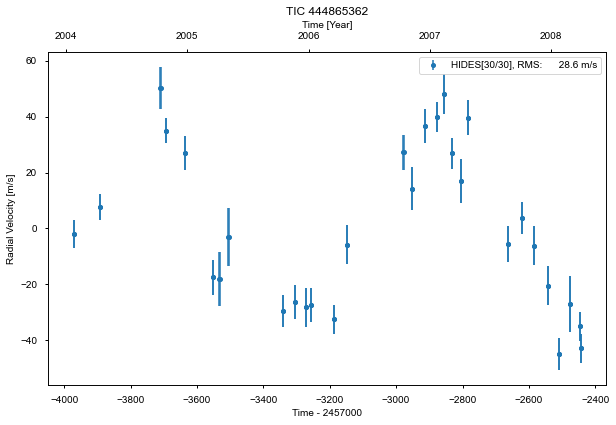 TIC 444865362
Time [Year]
2004 2005 2006 2007 2008
HIDES[30/30], RMS: 28.6 m/s
Radial Velocity [m/s]
60
40
20
0
−20
−40
−4000 −3800 −3600 −3400 −3200 −3000 −2800 −2600 −2400
Time - 2457000